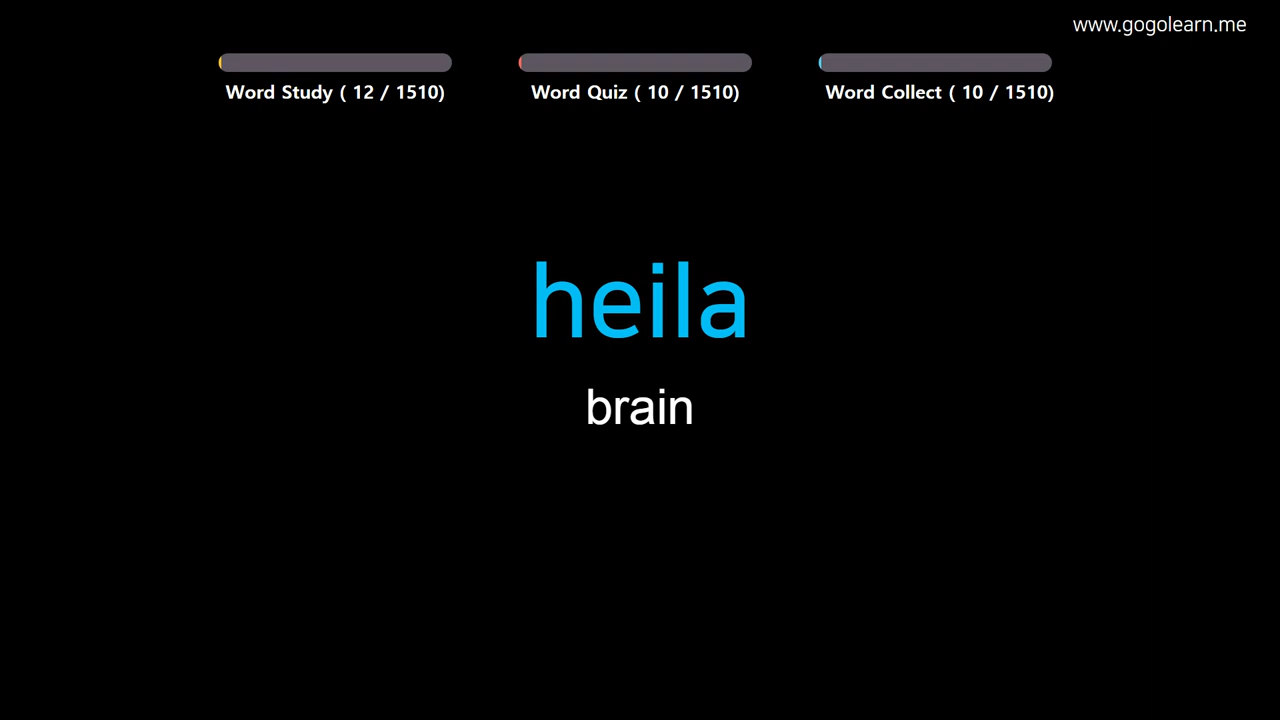 www.gogolearn.me
Word Study ( 12 / 1510)
Word Quiz ( 10 / 1510)
Word Collect ( 10 / 1510)
heila
brain